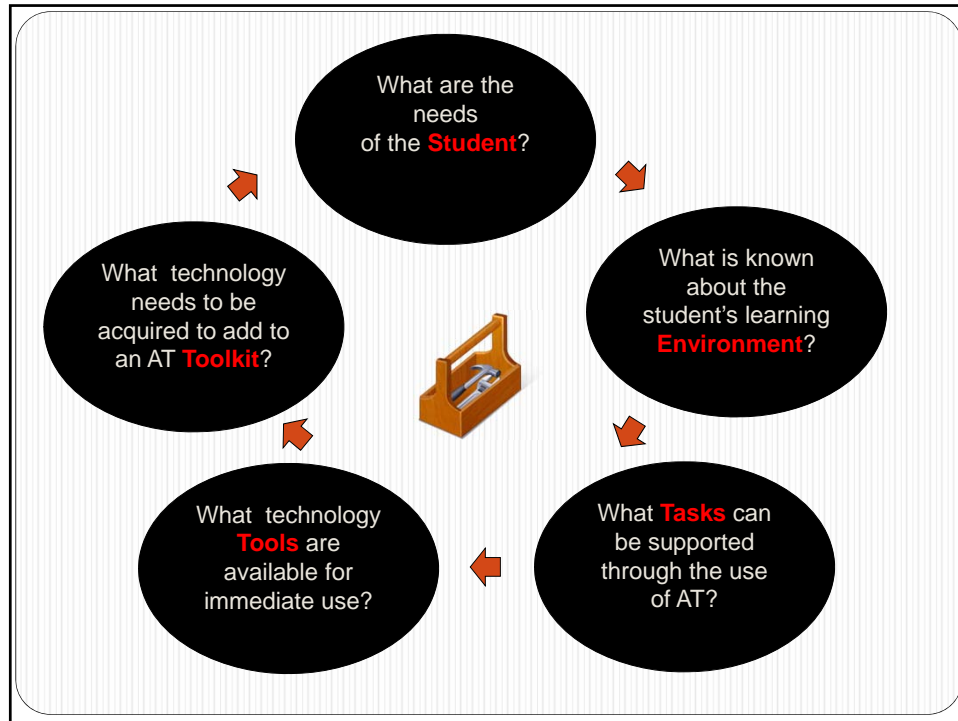 What are the
needs
of the Student?
What is known
about the
student’s learning
Environment?
What Tasks can
be supported
through the use
of AT?
What  technology
Tools are
available for
immediate use?
What  technology
needs to be
acquired to add to
an AT Toolkit?